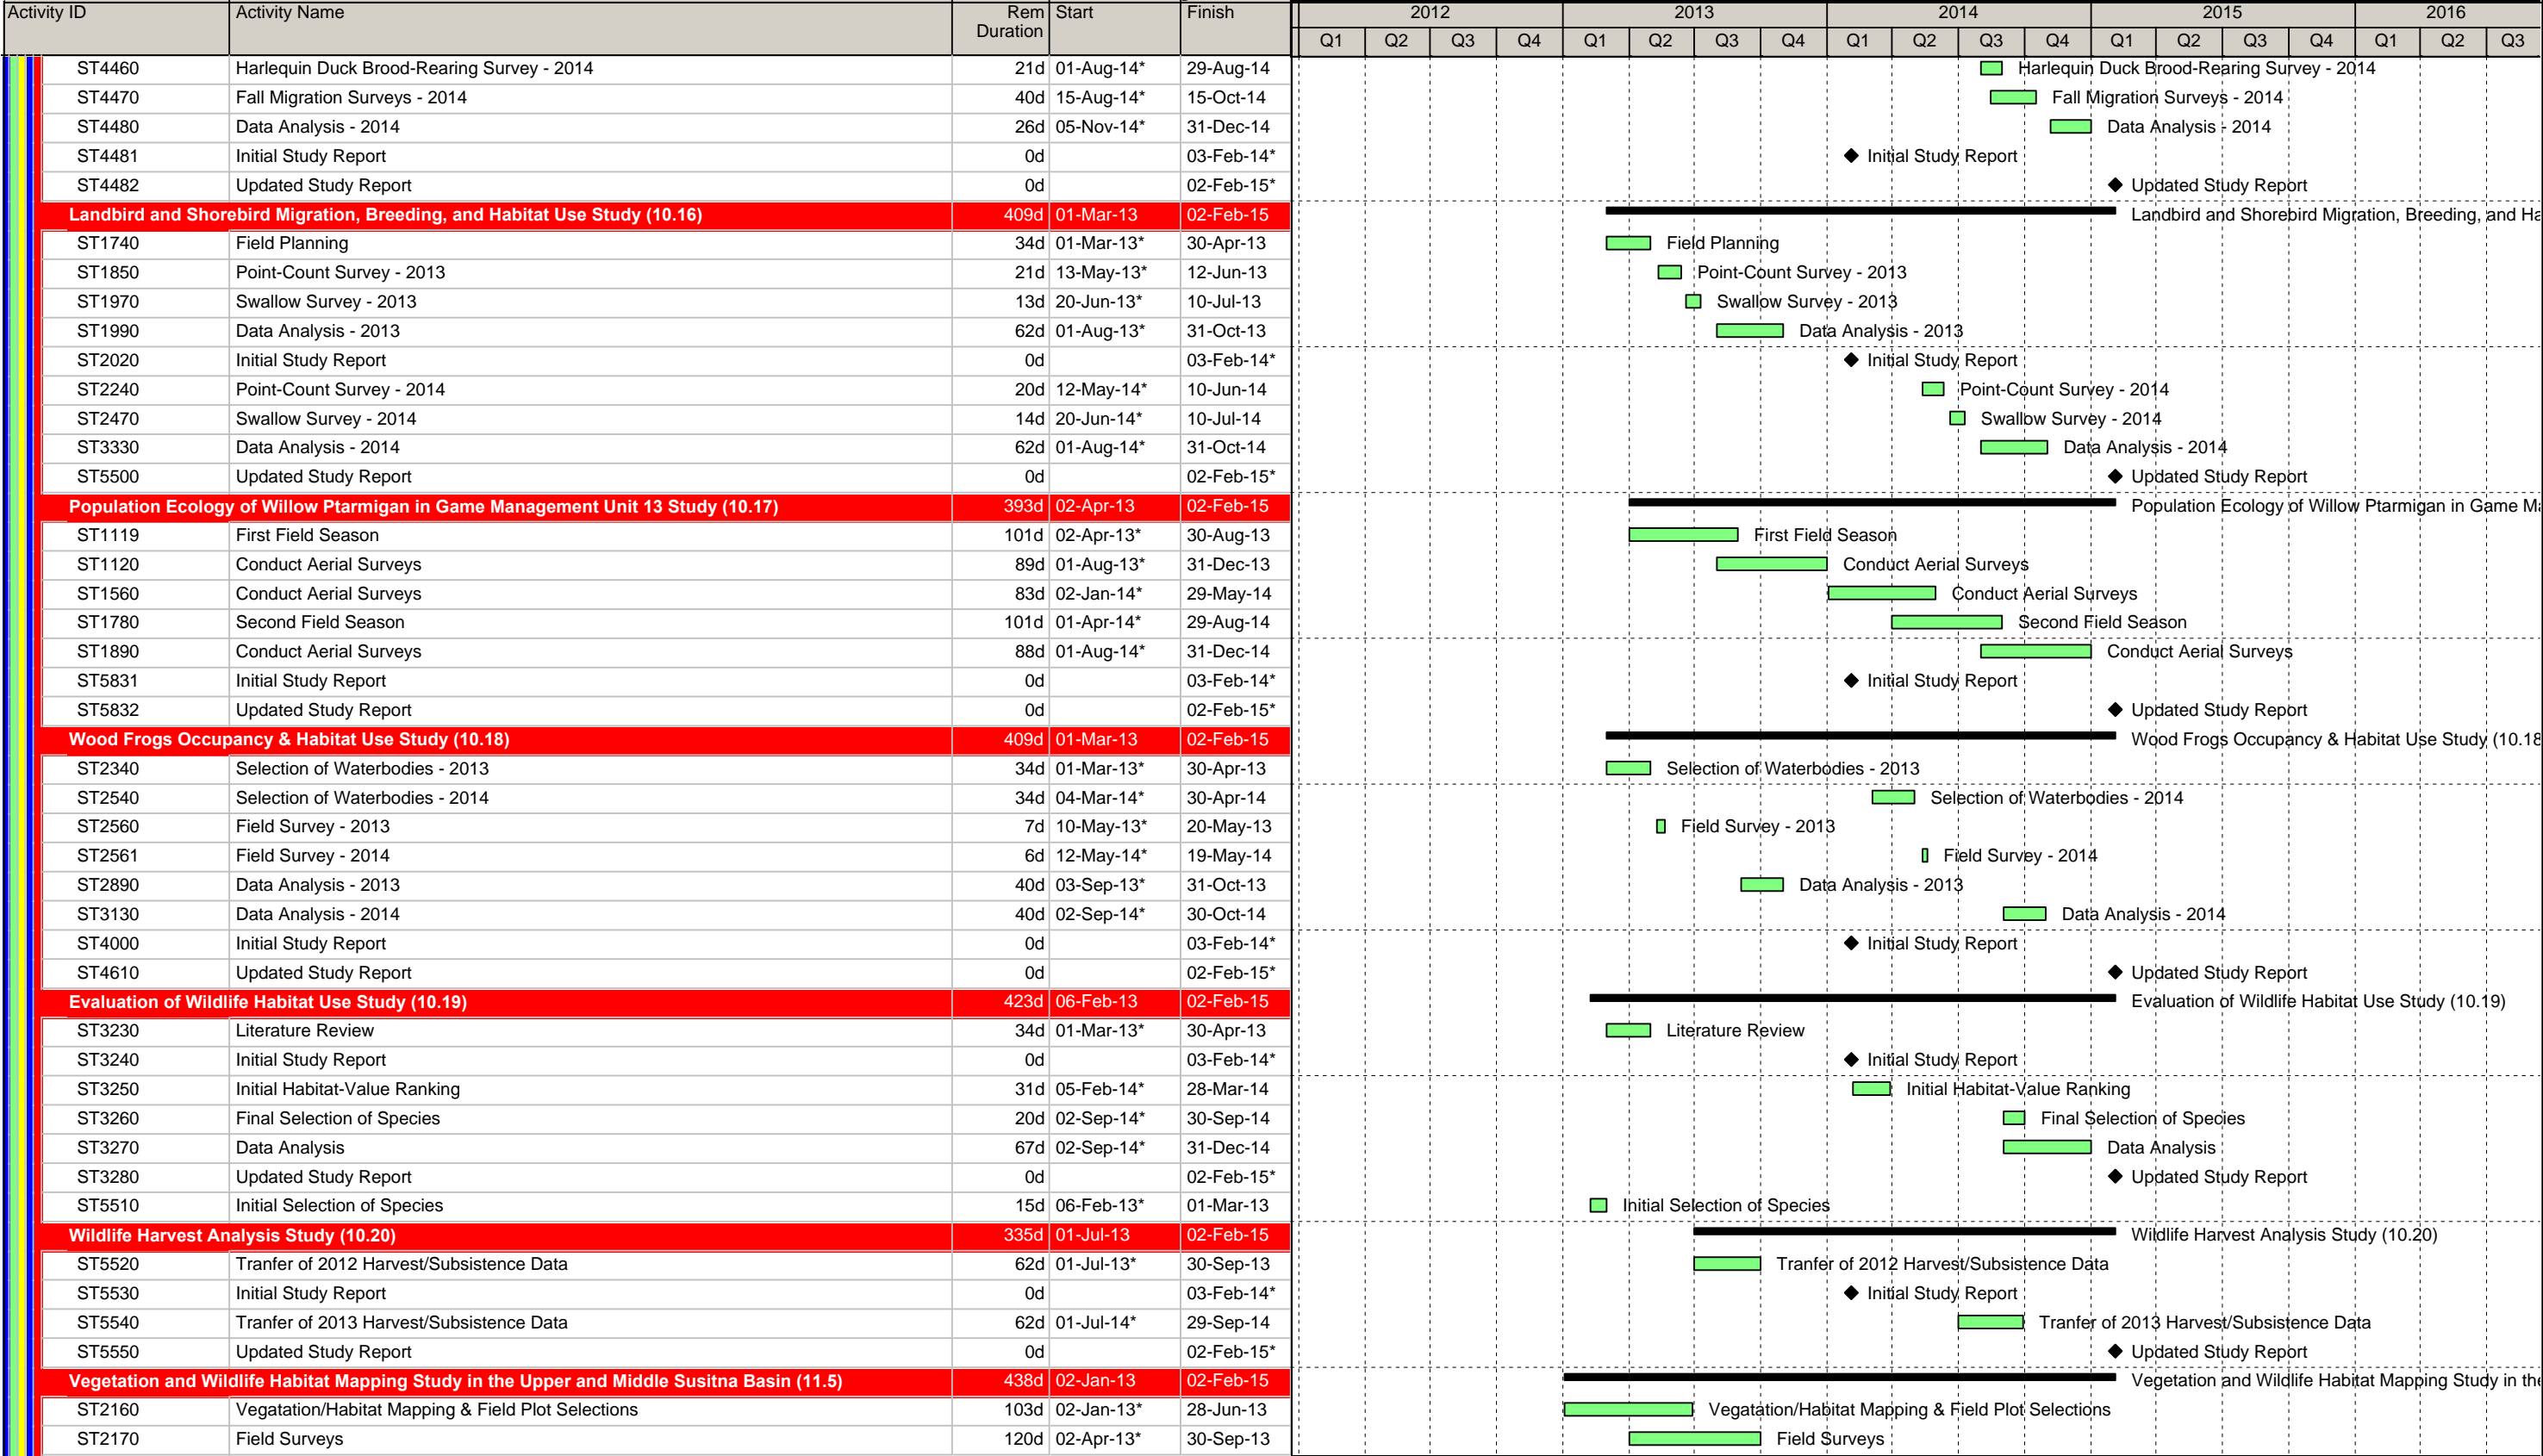 Activity ID Activity Name Rem Duration Start Finish 2012 2013 2014 2015 2016
Q1 Q2 Q3 Q4 Q1 Q2 Q3 Q4 Q1 Q2 Q3 Q4 Q1 Q2 Q3 Q4 Q1 Q2 Q3
ST4460 Harlequin Duck Brood-Rearing Survey - 2014 21d 01-Aug-14* 29-Aug-14 Harlequin Duck Brood-Rearing Survey - 2014
ST4470 Fall Migration Surveys - 2014 40d 15-Aug-14* 15-Oct-14 Fall Migration Surveys - 2014
ST4480 Data Analysis - 2014 26d 05-Nov-14* 31-Dec-14 Data Analysis - 2014
ST4481 Initial Study Report 0d 03-Feb-14* Initial Study Report
ST4482 Updated Study Report 0d 02-Feb-15* Updated Study Report
Landbird and Shorebird Migration, Breeding, and Habitat Use Study (10.16) 409d 01-Mar-13 02-Feb-15 Landbird and Shorebird Migration, Breeding, and Ha
ST1740 Field Planning 34d 01-Mar-13* 30-Apr-13 Field Planning
ST1850 Point-Count Survey - 2013 21d 13-May-13* 12-Jun-13 Point-Count Survey - 2013
ST1970 Swallow Survey - 2013 13d 20-Jun-13* 10-Jul-13 Swallow Survey - 2013
ST1990 Data Analysis - 2013 62d 01-Aug-13* 31-Oct-13 Data Analysis - 2013
ST2020 Initial Study Report 0d 03-Feb-14* Initial Study Report
ST2240 Point-Count Survey - 2014 20d 12-May-14* 10-Jun-14 Point-Count Survey - 2014
ST2470 Swallow Survey - 2014 14d 20-Jun-14* 10-Jul-14 Swallow Survey - 2014
ST3330 Data Analysis - 2014 62d 01-Aug-14* 31-Oct-14 Data Analysis - 2014
ST5500 Updated Study Report 0d 02-Feb-15* Updated Study Report
Population Ecology of Willow Ptarmigan in Game Management Unit 13 Study (10.17) 393d 02-Apr-13 02-Feb-15 Population Ecology of Willow Ptarmigan in Game Ma
ST1119 First Field Season 101d 02-Apr-13* 30-Aug-13 First Field Season
ST1120 Conduct Aerial Surveys 89d 01-Aug-13* 31-Dec-13 Conduct Aerial Surveys
ST1560 Conduct Aerial Surveys 83d 02-Jan-14* 29-May-14 Conduct Aerial Surveys
ST1780 Second Field Season 101d 01-Apr-14* 29-Aug-14 Second Field Season
ST1890 Conduct Aerial Surveys 88d 01-Aug-14* 31-Dec-14 Conduct Aerial Surveys
ST5831 Initial Study Report 0d 03-Feb-14* Initial Study Report
ST5832 Updated Study Report 0d 02-Feb-15* Updated Study Report
Wood Frogs Occupancy & Habitat Use Study (10.18) 409d 01-Mar-13 02-Feb-15 Wood Frogs Occupancy & Habitat Use Study (10.18
ST2340 Selection of Waterbodies - 2013 34d 01-Mar-13* 30-Apr-13 Selection of Waterbodies - 2013
ST2540 Selection of Waterbodies - 2014 34d 04-Mar-14* 30-Apr-14 Selection of Waterbodies - 2014
ST2560 Field Survey - 2013 7d 10-May-13* 20-May-13 Field Survey - 2013
ST2561 Field Survey - 2014 6d 12-May-14* 19-May-14 Field Survey - 2014
ST2890 Data Analysis - 2013 40d 03-Sep-13* 31-Oct-13 Data Analysis - 2013
ST3130 Data Analysis - 2014 40d 02-Sep-14* 30-Oct-14 Data Analysis - 2014
ST4000 Initial Study Report 0d 03-Feb-14* Initial Study Report
ST4610 Updated Study Report 0d 02-Feb-15* Updated Study Report
Evaluation of Wildlife Habitat Use Study (10.19) 423d 06-Feb-13 02-Feb-15 Evaluation of Wildlife Habitat Use Study (10.19)
ST3230 Literature Review 34d 01-Mar-13* 30-Apr-13 Literature Review
ST3240 Initial Study Report 0d 03-Feb-14* Initial Study Report
ST3250 Initial Habitat-Value Ranking 31d 05-Feb-14* 28-Mar-14 Initial Habitat-Value Ranking
ST3260 Final Selection of Species 20d 02-Sep-14* 30-Sep-14 Final Selection of Species
ST3270 Data Analysis 67d 02-Sep-14* 31-Dec-14 Data Analysis
ST3280 Updated Study Report 0d 02-Feb-15* Updated Study Report
ST5510 Initial Selection of Species 15d 06-Feb-13* 01-Mar-13 Initial Selection of Species
Wildlife Harvest Analysis Study (10.20) 335d 01-Jul-13 02-Feb-15 Wildlife Harvest Analysis Study (10.20)
ST5520 Tranfer of 2012 Harvest/Subsistence Data 62d 01-Jul-13* 30-Sep-13 Tranfer of 2012 Harvest/Subsistence Data
ST5530 Initial Study Report 0d 03-Feb-14* Initial Study Report
ST5540 Tranfer of 2013 Harvest/Subsistence Data 62d 01-Jul-14* 29-Sep-14 Tranfer of 2013 Harvest/Subsistence Data
ST5550 Updated Study Report 0d 02-Feb-15* Updated Study Report
Vegetation and Wildlife Habitat Mapping Study in the Upper and Middle Susitna Basin (11.5) 438d 02-Jan-13 02-Feb-15 Vegetation and Wildlife Habitat Mapping Study in the
ST2160 Vegatation/Habitat Mapping & Field Plot Selections 103d 02-Jan-13* 28-Jun-13 Vegatation/Habitat Mapping & Field Plot Selections
ST2170 Field Surveys 120d 02-Apr-13* 30-Sep-13 Field Surveys